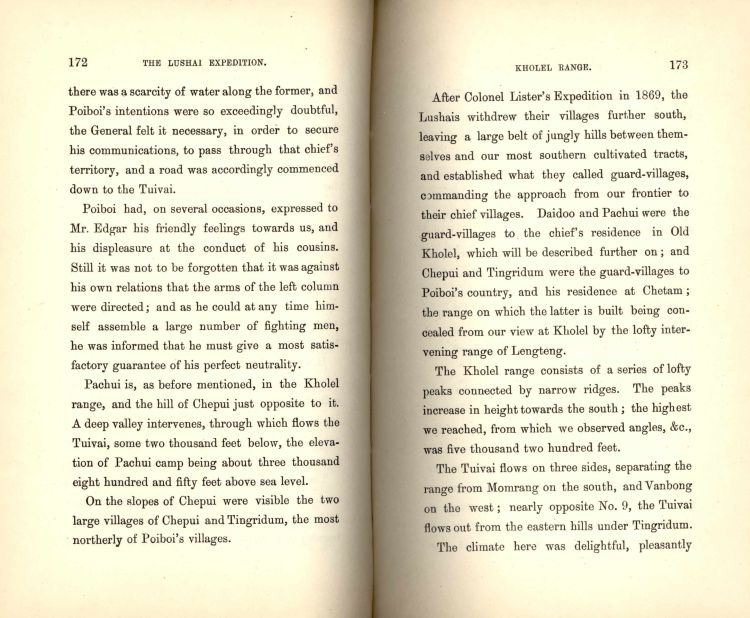 172
THE LUSHAI EXPEDITION.
there was a scarcity of water along the former, and
Poiboi's intentions were so exceedingly doubtful,
the General felt it necessary, in order to secure
his communications, to pass through that chief's
territory, and a road was accordingly commenced
down to the Tuivai.
Poiboi had, on several occasions, expressed to
Mr. Edgar his friendly feelings towards us, and
his displeasure at the conduct of his cousins.
Still it was not to be forgotten that it was against
his own relations that the arms of the left column
were directed; and as he could at any time him-
self assemble a large number of fighting men,
he was informed that he must give a most satis-
factory guarantee of his perfect neutrality.
Pachui is, as before mentioned, in the Kholel
range, and the hill of Chepui just opposite to it.
A deep valley intervenes, through which flows the
Tuivai, some two thousand feet below, the eleva-
tion of Pachui camp being about three thousand
eight hundred and fifty feet above sea level.
On the slopes of Chepui were visible the two
large villages of Chepui and Tingridum, the most
northerly of Poiboi's villages.
KHOLEL RANGE.
173
After Colonel Lister's Expedition in 1869, the
Lushais withdrew their villages further south,
leaving a large belt of jungly hills between them-
selves and our most southern cultivated tracts,
and established what they called guard-villages,
commanding the approach from our frontier to
their chief villages. Daidoo and Pachui were the
guard-villages to the chief's residence in Old
Kholel, which will be described further on; and
Chepui and Tingridum were the guard-villages to
Poiboi's country, and his residence at Chetam;
the range on which the latter is built being con-
cealed from our view at Kholel by the lofty inter-
vening range of Lengteng.
The Kholel range consists of a series of lofty
peaks connected by narrow ridges. The peaks
increase in height towards the south; the highest
we reached, from which we observed angles, &c.,
was five thousand two hundred feet.
The Tuivai flows on three sides, separating the
range from Momrang on the south, and Vanbong
on the west; nearly opposite No. 9, the Tuivai
flows out from the eastern hills under Tingridum.
The climate here was delightful, pleasantly